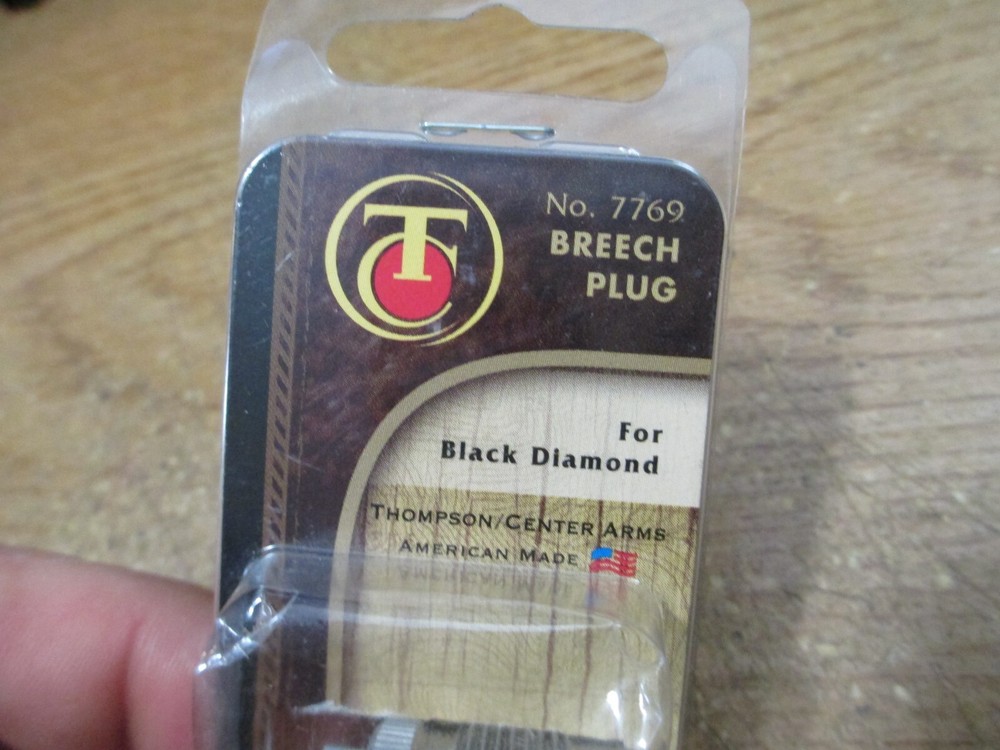 TC
No. 7769
BREECH
PLUG
For
Black Diamond
THOMPSON/CENTER ARMS
AMERICAN MADE